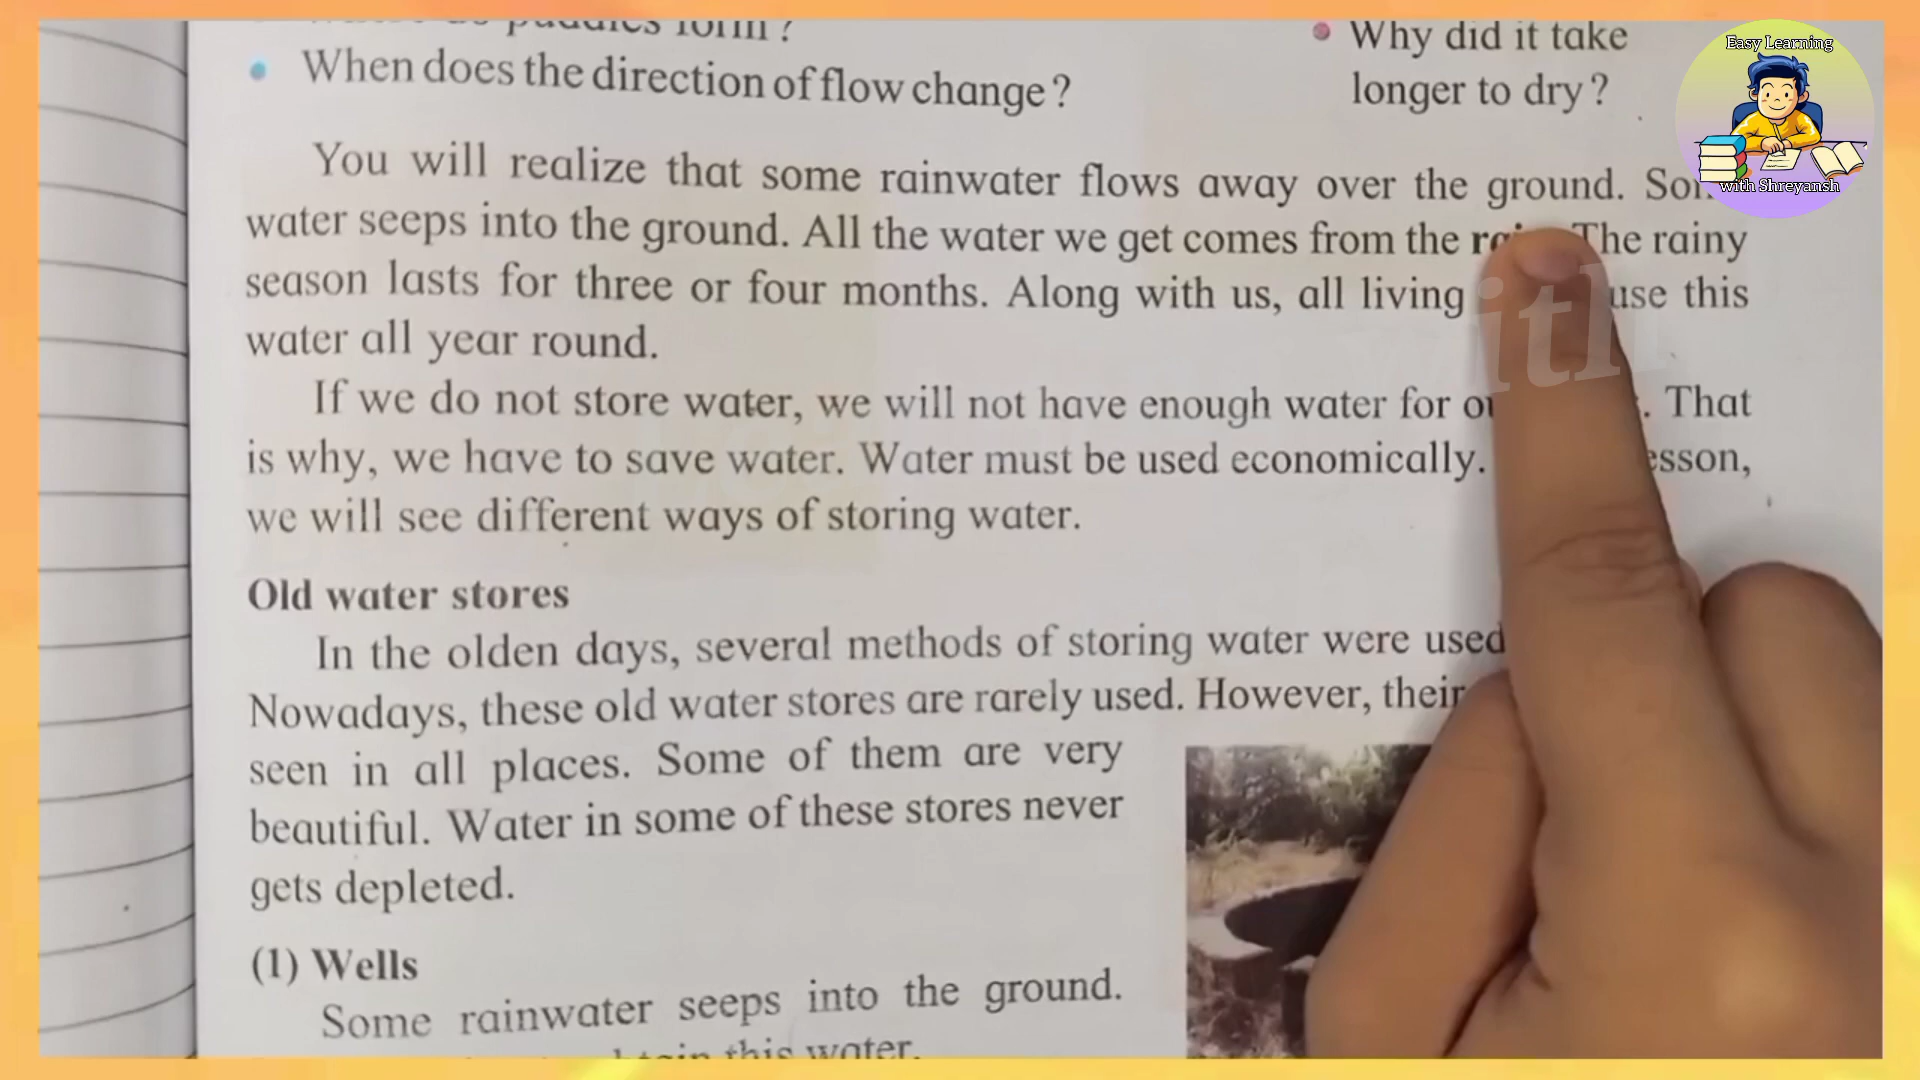 puddles form ?
• When does the direction of flow change ?
• Why did it take
longer to dry ?
Easy Learning
with Shreyansh
You will realize that some rainwater flows away over the ground.
water seeps into the ground. All the water we get comes from the The rainy
season lasts for three or four months. Along with us, all living use this
water all year round.
If we do not store water, we will not have enough water for That
is why, we have to save water. Water must be used economically.
we will see different ways of storing water.
Old water stores
In the olden days, several methods of storing water were used
Nowadays, these old water stores are rarely used. However, their
seen in all places. Some of them are very
beautiful. Water in some of these stores never
gets depleted.
(1) Wells
Some rainwater seeps into the ground.
this water.